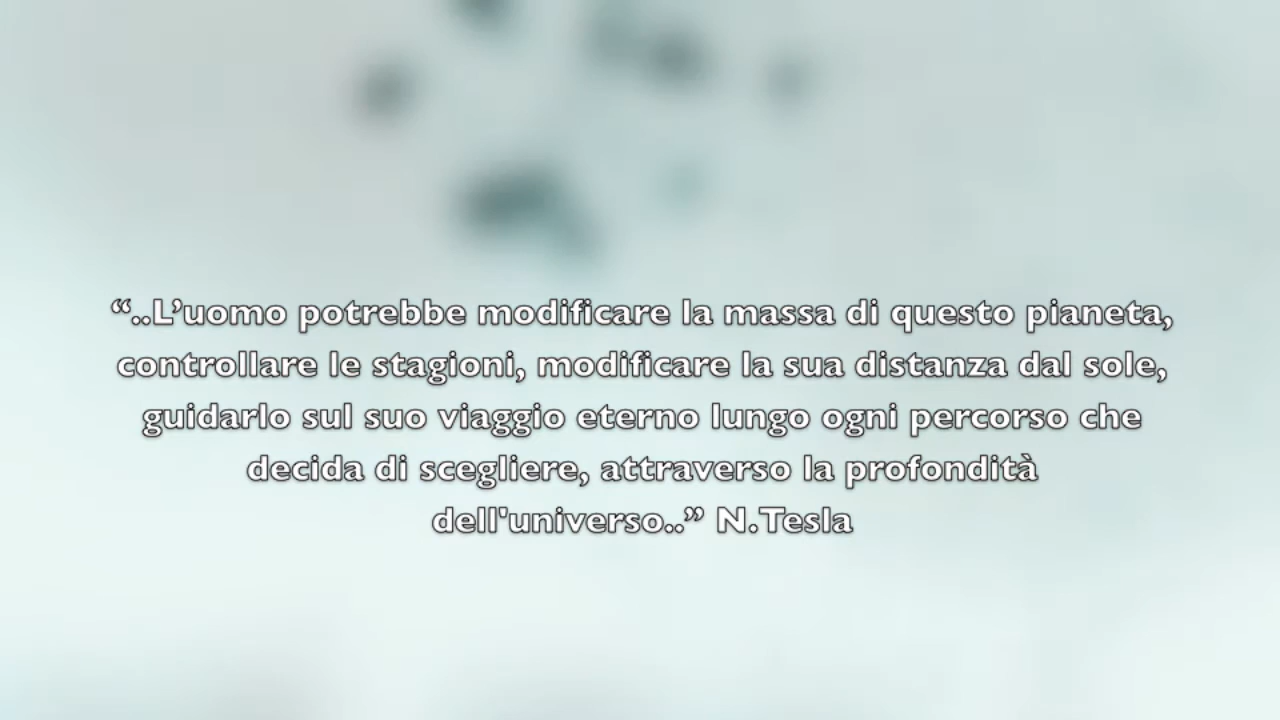 “..L’uomo potrebbe modificare la massa di questo pianeta,
controllare le stagioni, modificare la sua distanza dal sole,
guidarlo sul suo viaggio eterno lungo ogni percorso che
decida di scegliere, attraverso la profondità
dell'universo..” N.Tesla